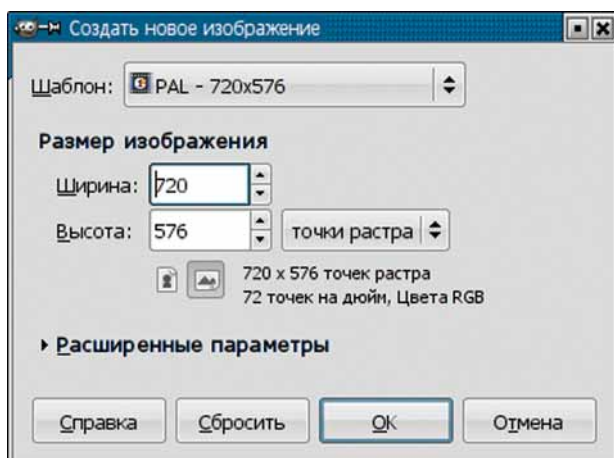 Создать новое изображение
Шаблон: PAL - 720x576
Размер изображения
Ширина: 720
Высота: 576 точки растра
720 x 576 точек растра
72 точек на дюйм, Цвета RGB
Расширенные параметры
Справка Сбросить OK Отмена